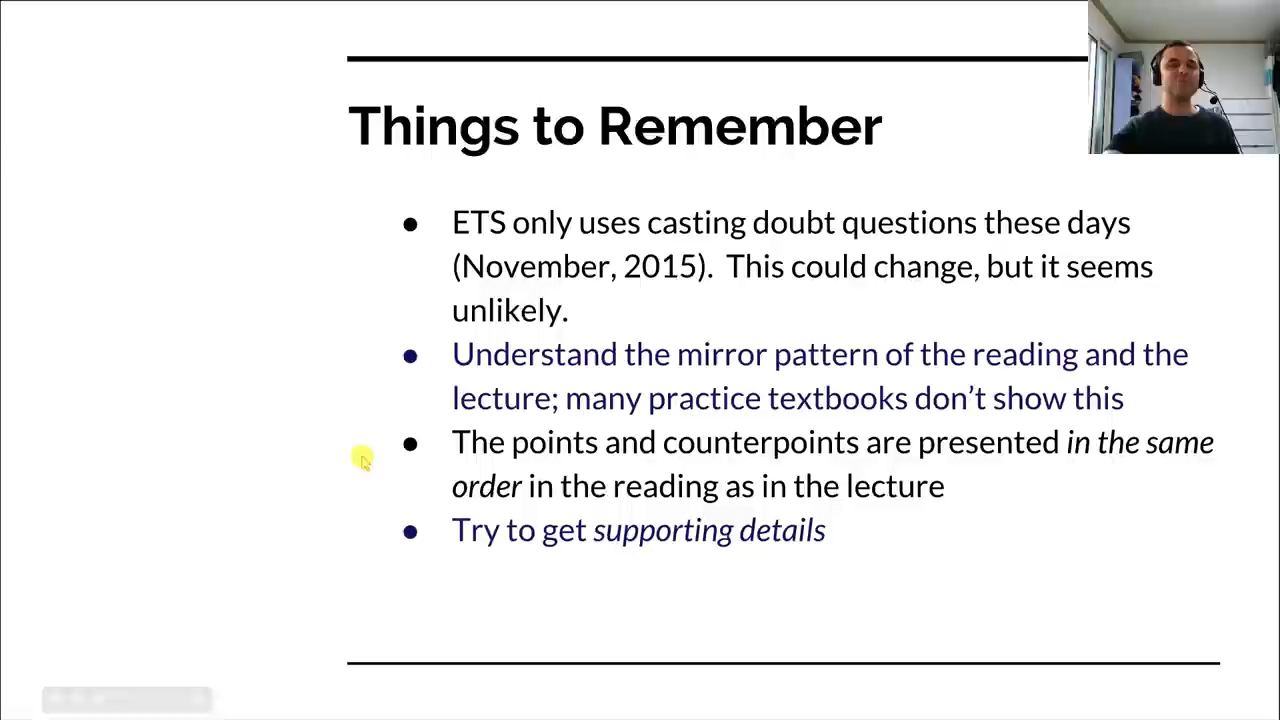 Things to Remember
● ETS only uses casting doubt questions these days
(November, 2015).  This could change, but it seems
unlikely.
● Understand the mirror pattern of the reading and the
lecture; many practice textbooks don’t show this
● The points and counterpoints are presented in the same
order in the reading as in the lecture
● Try to get supporting details